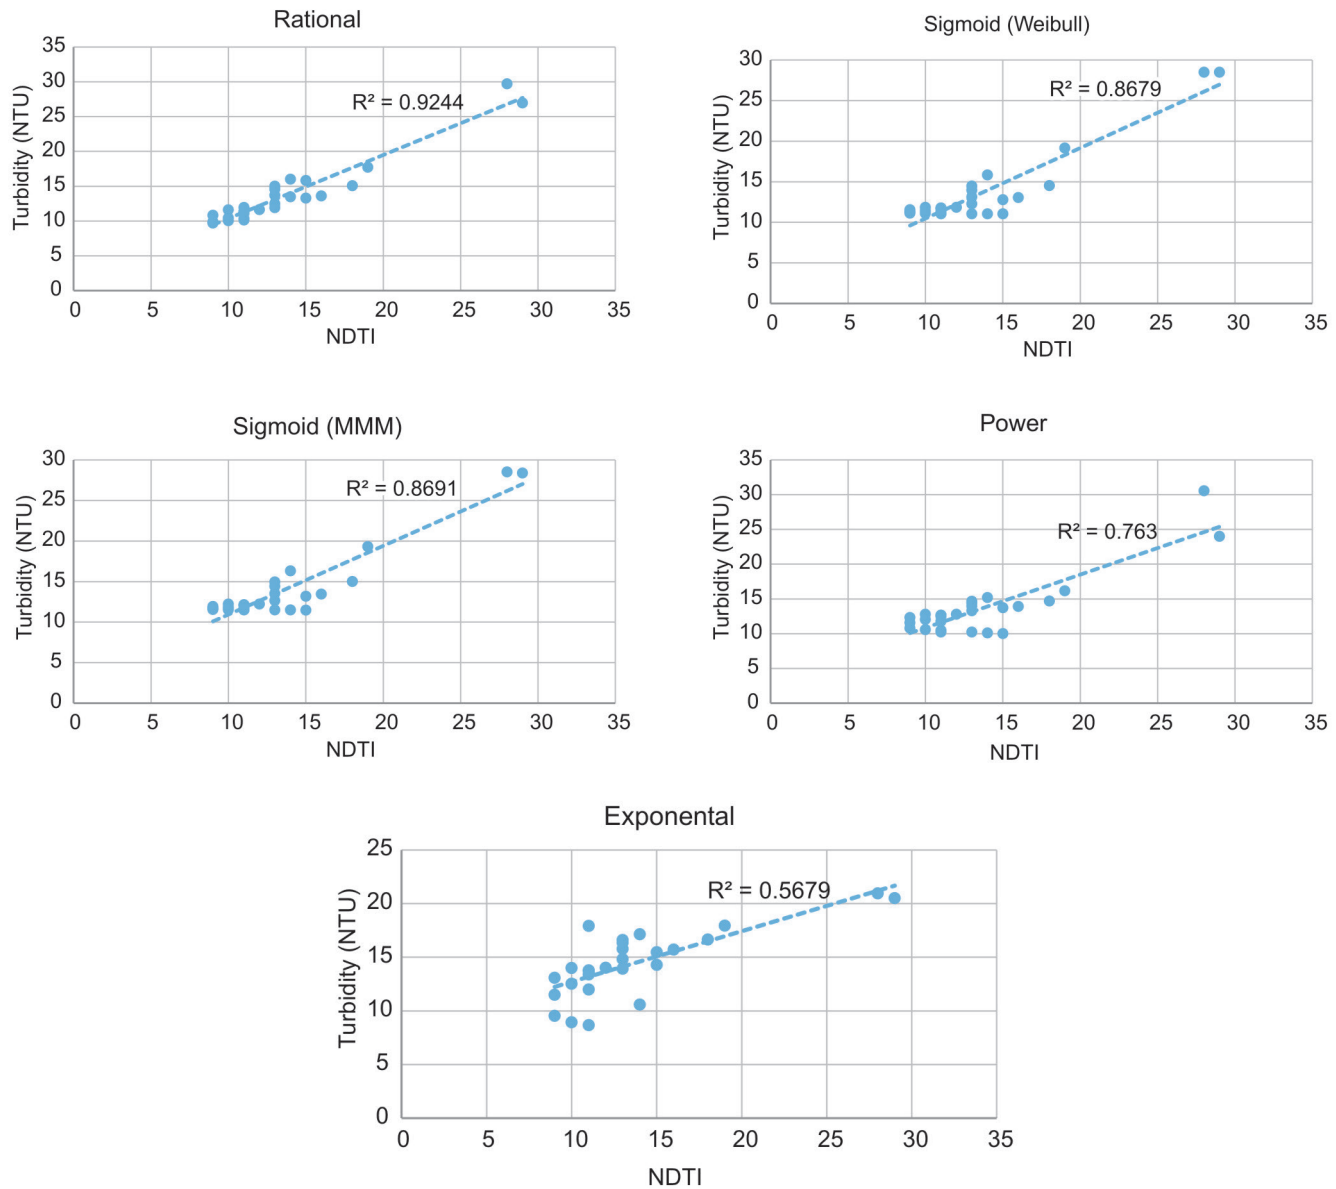 Rational
35
30
25
20
15
10
5
0
Turbidity (NTU)
R² = 0.9244
0 5 10 15 20 25 30 35
NDTI
Sigmoid (Weibull)
30
25
20
15
10
5
0
Turbidity (NTU)
R² = 0.8679
0 5 10 15 20 25 30 35
NDTI
Sigmoid (MMM)
30
25
20
15
10
5
0
Turbidity (NTU)
R² = 0.8691
0 5 10 15 20 25 30 35
NDTI
Power
35
30
25
20
15
10
5
0
Turbidity (NTU)
R² = 0.763
0 5 10 15 20 25 30 35
NDTI
Exponental
25
20
15
10
5
0
Turbidity (NTU)
R² = 0.5679
0 5 10 15 20 25 30 35
NDTI